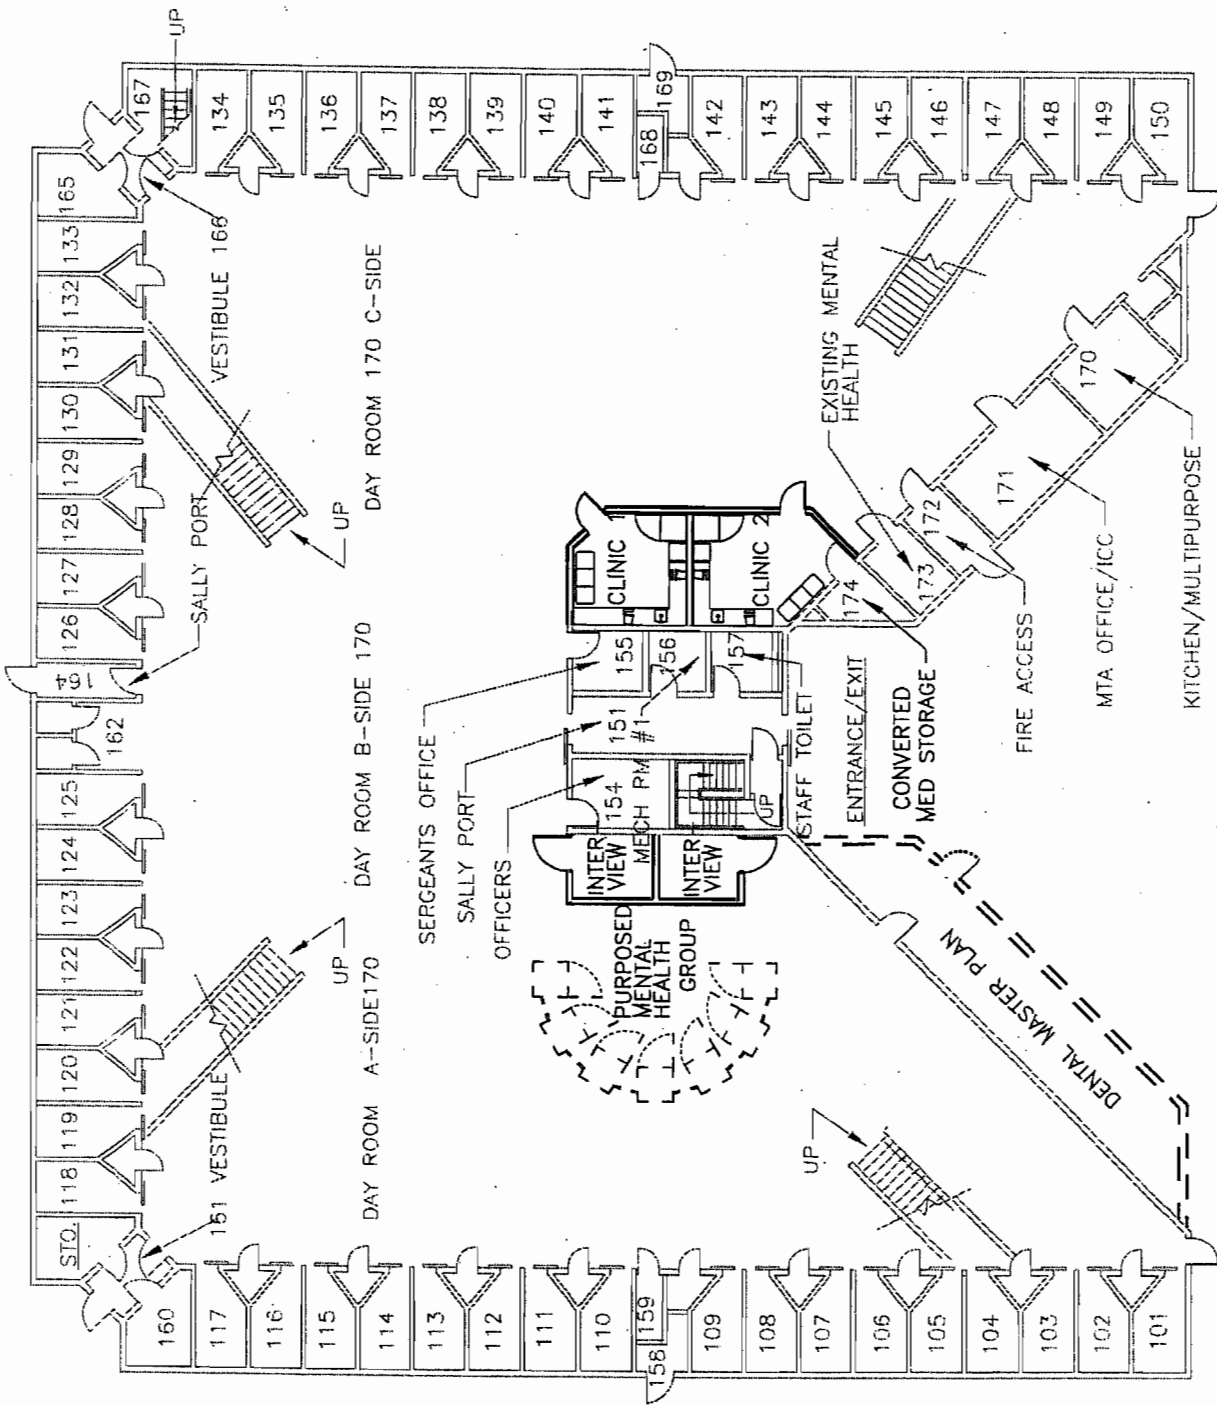 UP
167
134
135
136
137
138
139
140
141
168
169
142
143
144
145
146
147
148
149
150
165
133
132
131
130
129
128
127
126
164
162
125
124
123
122
121
120
119
118
STO.
VESTIBULE 166
SALLY PORT
UP
DAY ROOM 170 C-SIDE
DAY ROOM B-SIDE 170
DAY ROOM A-SIDE170
UP
151 VESTIBULE
160
117
116
115
114
113
112
111
110
159
158
109
108
107
106
105
104
103
102
101
SERGEANTS OFFICE
SALLY PORT
OFFICERS
CLINIC 1
CLINIC 2
155
156
157
151
#1
154
MECH RM
UP
INTER
VIEW
INTER
VIEW
PURPOSED
MENTAL
HEALTH
GROUP
STAFF TOILET
ENTRANCE/EXIT
CONVERTED
MED STORAGE
EXISTING MENTAL
HEALTH
174
173
172
171
170
FIRE ACCESS
MTA OFFICE/ICC
KITCHEN/MULTIPURPOSE
UP
DENTAL MASTER PLAN